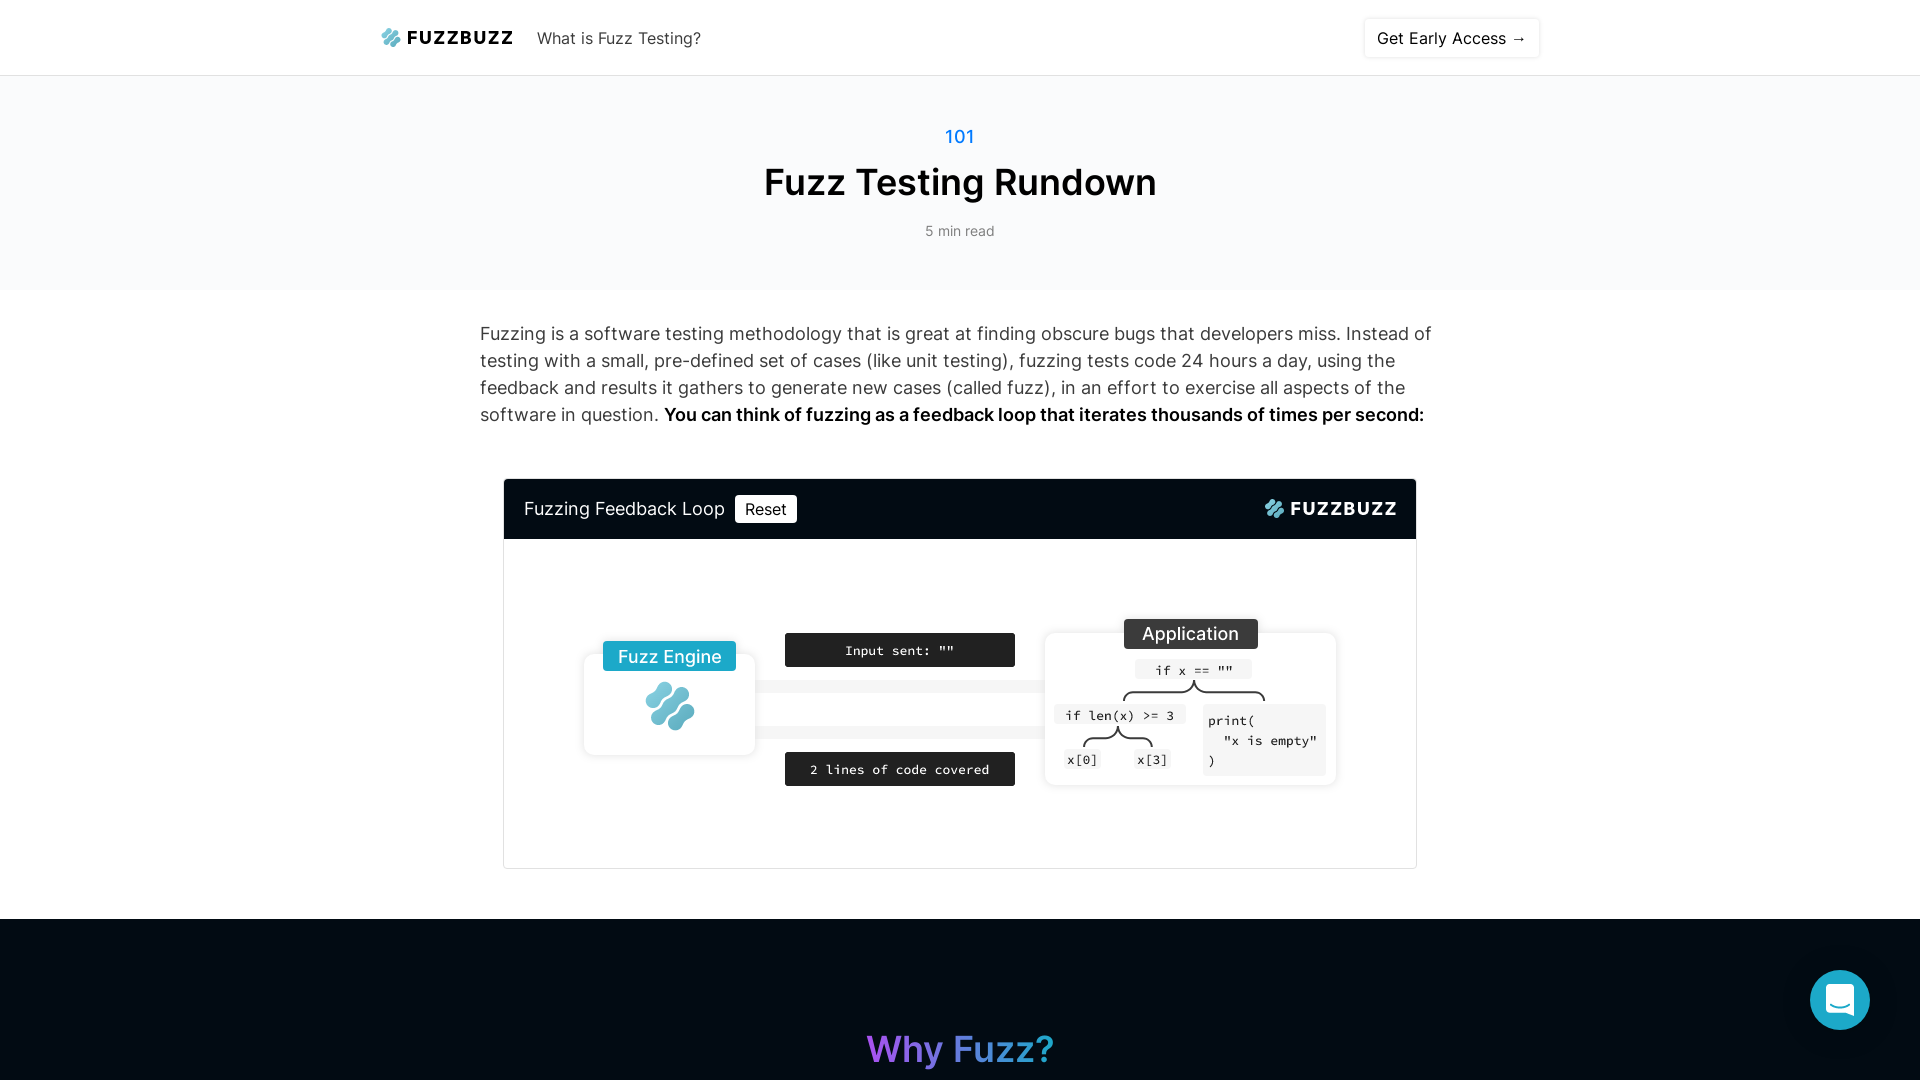 FUZZBUZZ What is Fuzz Testing? Get Early Access →
101
Fuzz Testing Rundown
5 min read
Fuzzing is a software testing methodology that is great at finding obscure bugs that developers miss. Instead of
testing with a small, pre-defined set of cases (like unit testing), fuzzing tests code 24 hours a day, using the
feedback and results it gathers to generate new cases (called fuzz), in an effort to exercise all aspects of the
software in question. You can think of fuzzing as a feedback loop that iterates thousands of times per second:
Fuzzing Feedback Loop Reset FUZZBUZZ
Fuzz Engine
Input sent: ""
2 lines of code covered
Application
if x == ""
if len(x) >= 3
x[0] x[3]
print(
"x is empty"
)
Why Fuzz?